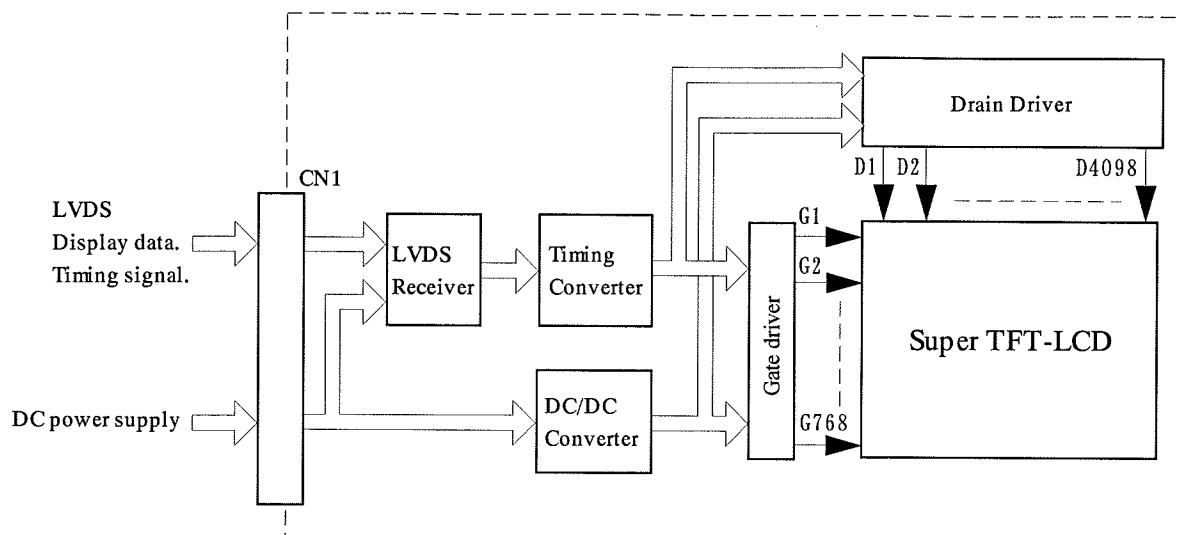 Drain Driver
D1 D2 D4098
CN1
LVDS
Display data.
Timing signal.
LVDS
Receiver
Timing
Converter
G1
G2
Gate driver
Super TFT-LCD
DC power supply
DC/DC
Converter
G768